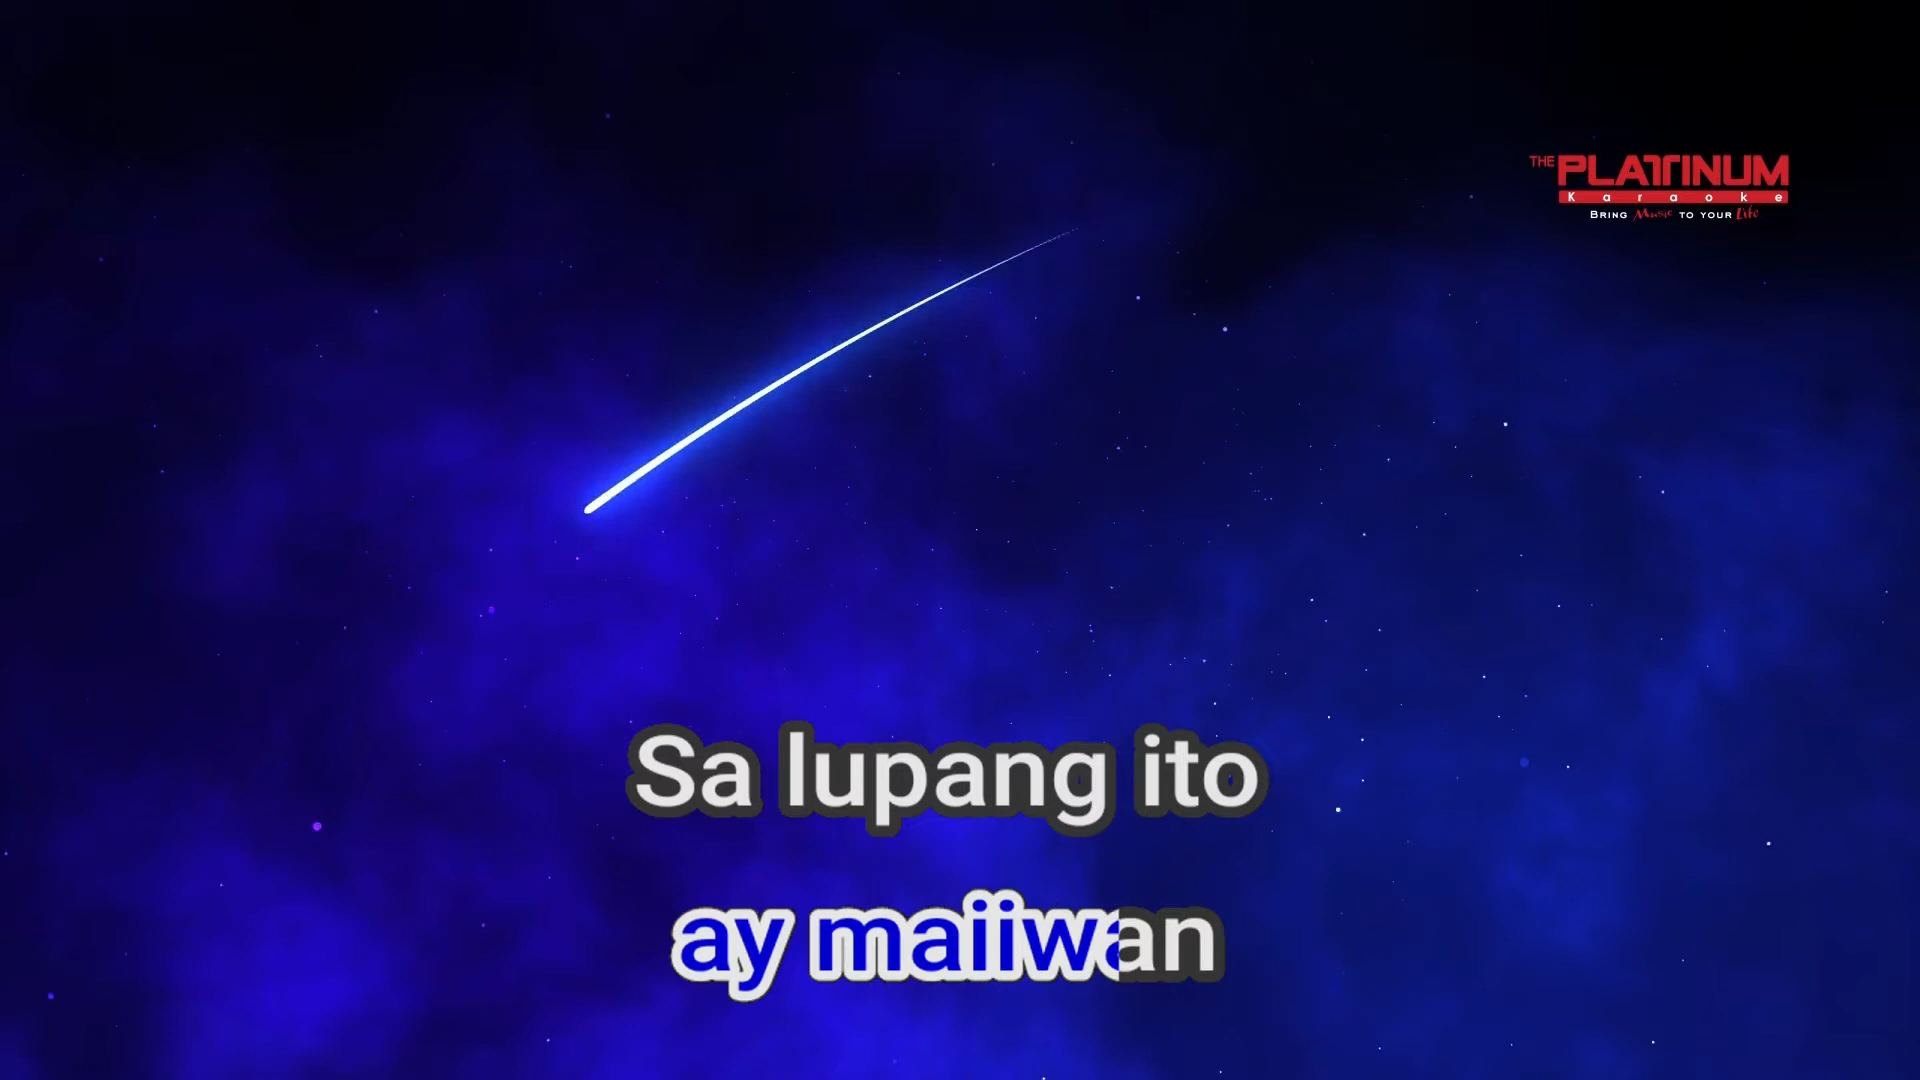 THE PLATINUM
Karaoke
BRING Music TO YOUR Life
Sa lupang ito
ay maiiwan